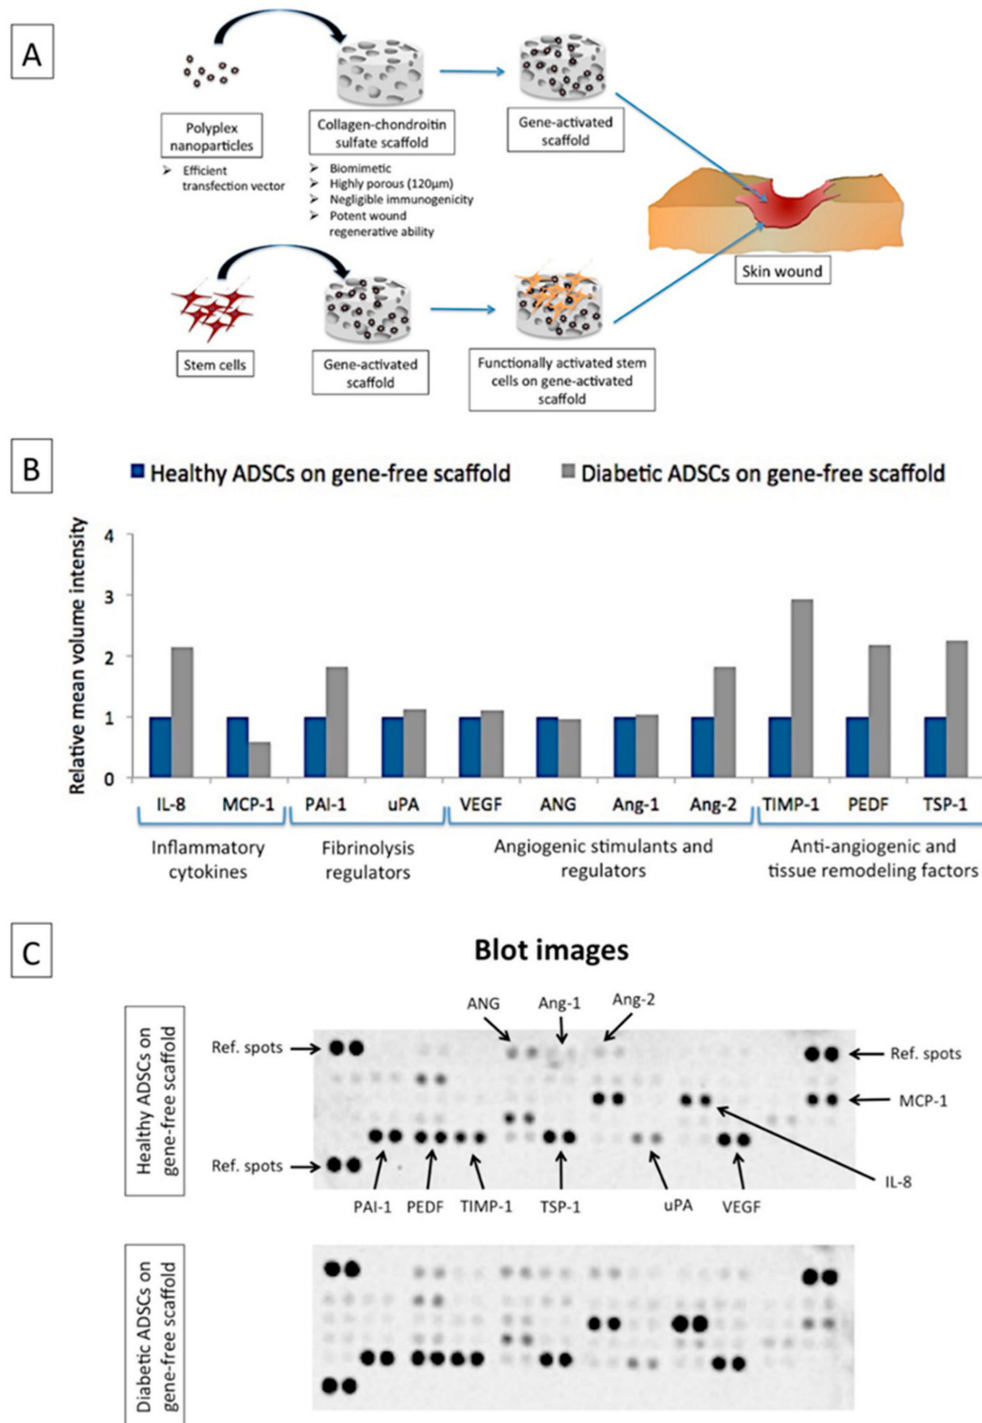 A
Polyplex
nanoparticles
➢ Efficient
transfection vector
Collagen-chondroitin
sulfate scaffold
➢ Biomimetic
➢ Highly porous (120µm)
➢ Negligible immunogenicity
➢ Potent wound
regenerative ability
Gene-activated
scaffold
Skin wound
Stem cells
Gene-activated
scaffold
Functionally activated stem
cells on gene-activated
scaffold
B
Healthy ADSCs on gene-free scaffold
Diabetic ADSCs on gene-free scaffold
Relative mean volume intensity
4
3
2
1
0
IL-8
MCP-1
PAI-1
uPA
VEGF
ANG
Ang-1
Ang-2
TIMP-1
PEDF
TSP-1
Inflammatory
cytokines
Fibrinolysis
regulators
Angiogenic stimulants and
regulators
Anti-angiogenic and
tissue remodeling factors
C
Blot images
Healthy ADSCs on
gene-free scaffold
ANG
Ang-1
Ang-2
Ref. spots
Ref. spots
MCP-1
Ref. spots
IL-8
PAI-1
PEDF
TIMP-1
TSP-1
uPA
VEGF
Diabetic ADSCs on
gene-free scaffold